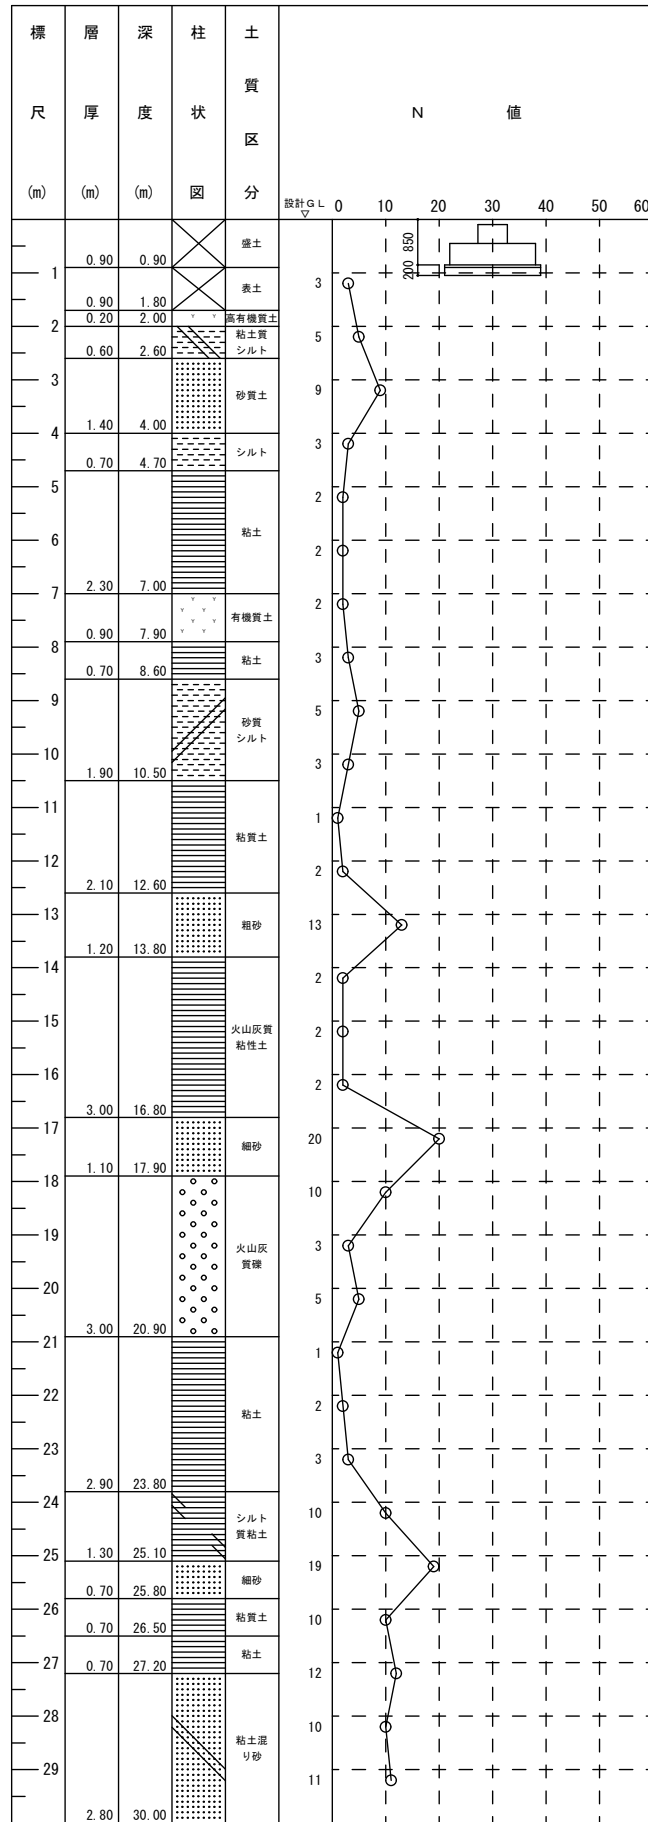 標尺(m) 層厚(m) 深度(m) 柱状図 土質区分 N 値
設計GL 0 10 20 30 40 50 60
850
200
盛土
0.90 0.90
1
3
表土
0.90 1.80
0.20 2.00 高有機質土
2
粘土質
シルト
5
0.60 2.60
3
砂質土
9
1.40 4.00
4
3
シルト
0.70 4.70
5
2
粘土
6
2
2.30 7.00
7
2
有機質土
0.90 7.90
8
3
粘土
0.70 8.60
9
5
砂質
シルト
10
3
1.90 10.50
11
1
粘質土
12
2
2.10 12.60
13
13
粗砂
1.20 13.80
14
2
15
2
火山灰質
粘性土
16
2
3.00 16.80
17
20
細砂
1.10 17.90
18
10
19
3
火山灰
質礫
20
5
3.00 20.90
21
1
22
2
粘土
23
3
2.90 23.80
24
10
シルト
質粘土
25
1.30 25.10
19
細砂
0.70 25.80
26
10
粘質土
0.70 26.50
粘土
27
0.70 27.20
12
28
10
粘土混
り砂
29
11
2.80 30.00